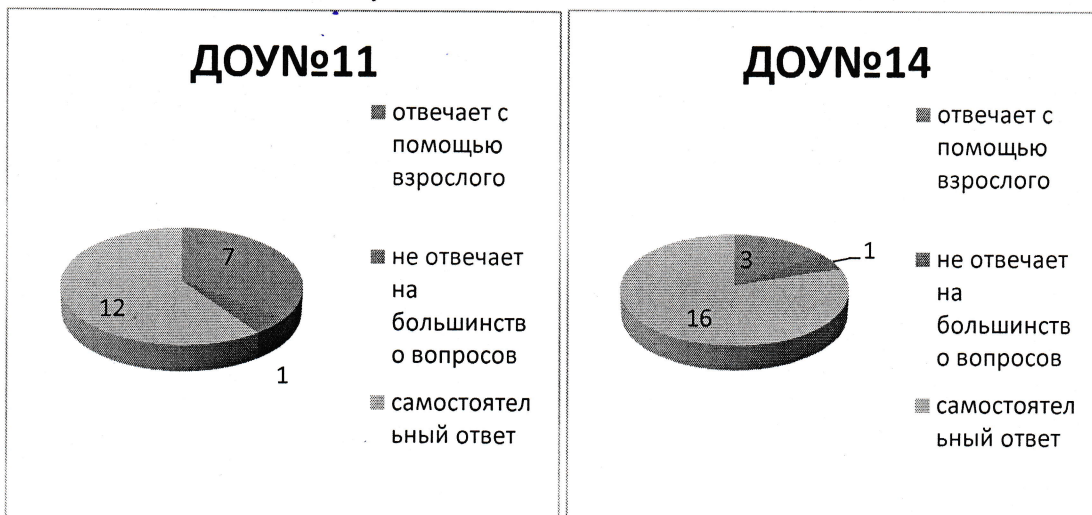 ДОУ№11
отвечает с
помощью
взрослого
7
не отвечает
на
большинств
о вопросов
12
1
самостоятел
ьный ответ
ДОУ№14
отвечает с
помощью
взрослого
3
1
не отвечает
на
большинств
о вопросов
16
самостоятел
ьный ответ